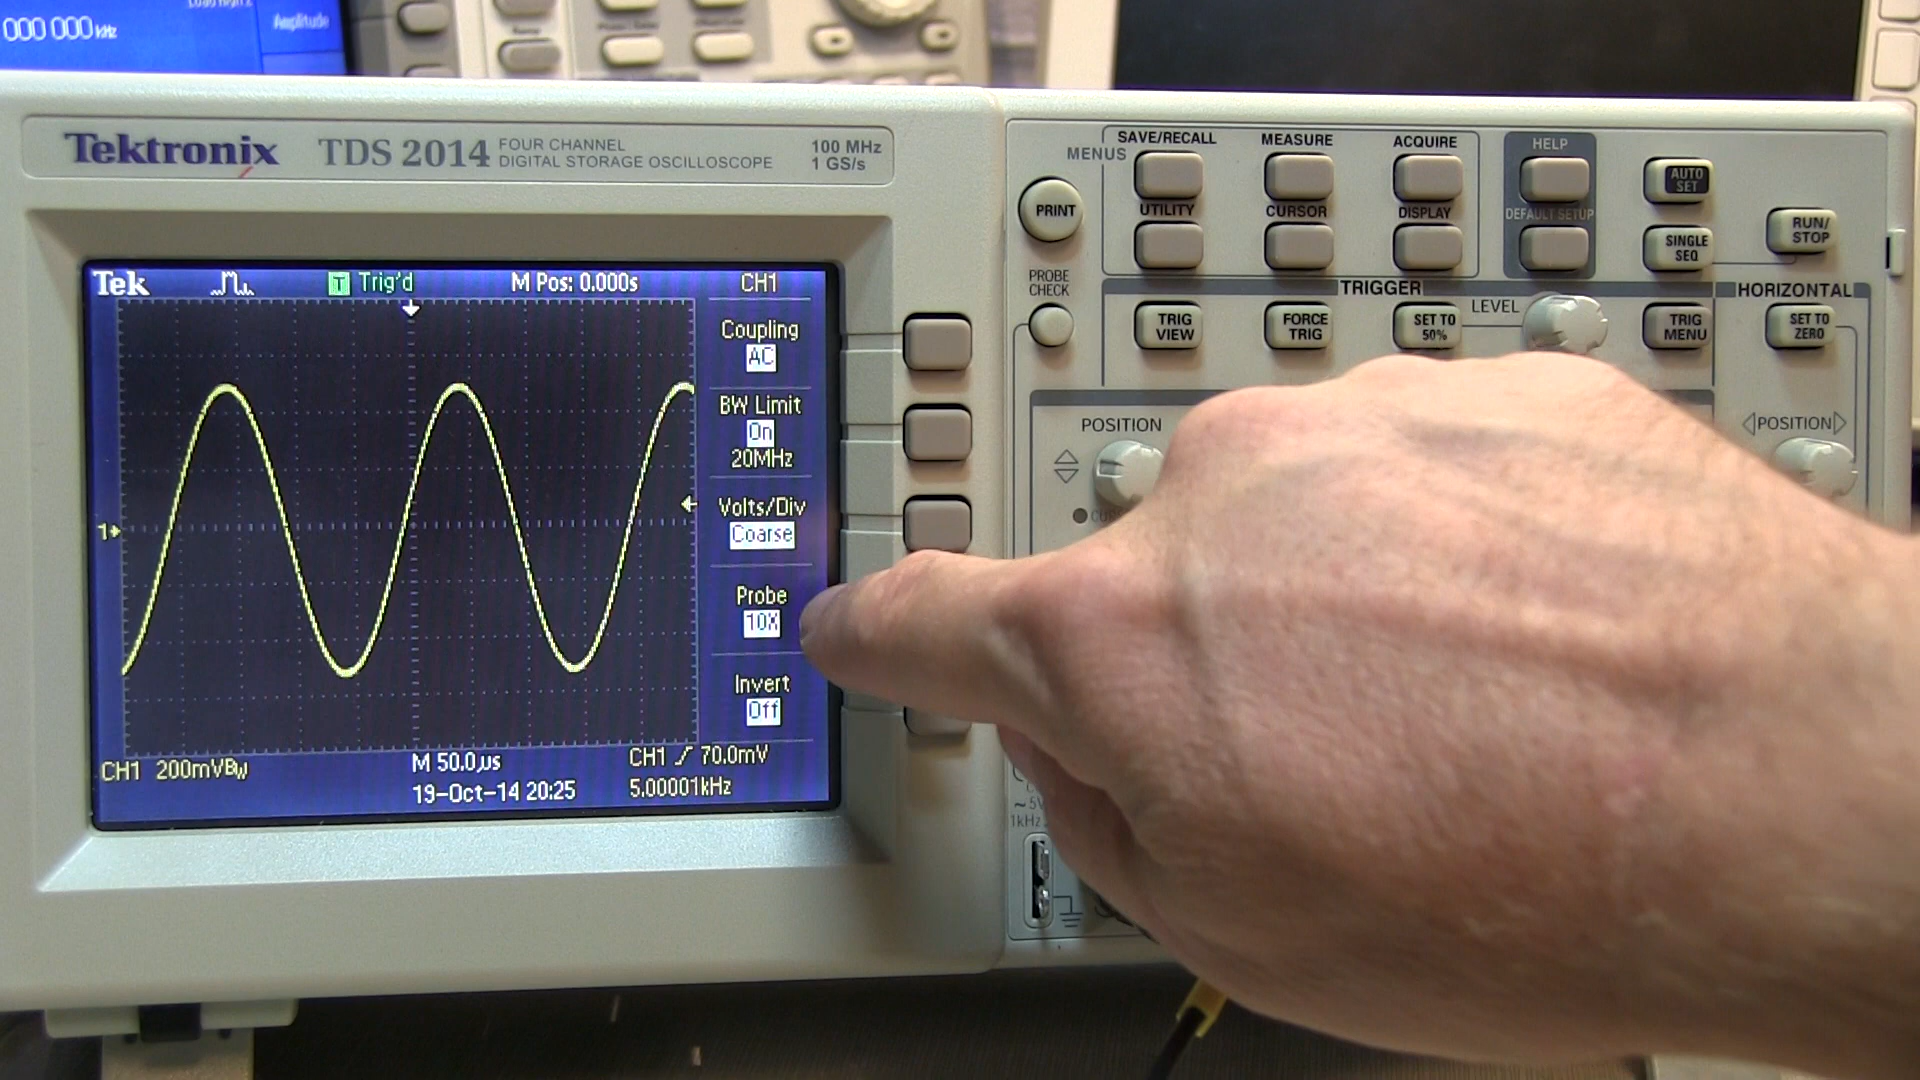 000 000 kHz
Amplitude
Tektronix TDS 2014 FOUR CHANNEL
DIGITAL STORAGE OSCILLOSCOPE
100 MHz
1 GS/s
Tek Trig'd M Pos: 0.000s CH1
Coupling
AC
BW Limit
On
20MHz
Volts/Div
Coarse
Probe
10X
Invert
Off
1
CH1 200mVBw M 50.0µs CH1 70.0mV
19-Oct-14 20:25 5.00001kHz
MENUS
SAVE/RECALL MEASURE ACQUIRE
HELP
AUTO
SET
PRINT
UTILITY CURSOR DISPLAY
DEFAULT SETUP
SINGLE
SEQ
RUN/
STOP
PROBE
CHECK
TRIGGER
LEVEL
HORIZONTAL
TRIG
VIEW
FORCE
TRIG
SET TO
50%
TRIG
MENU
SET TO
ZERO
POSITION
POSITION
~5V
1kHz